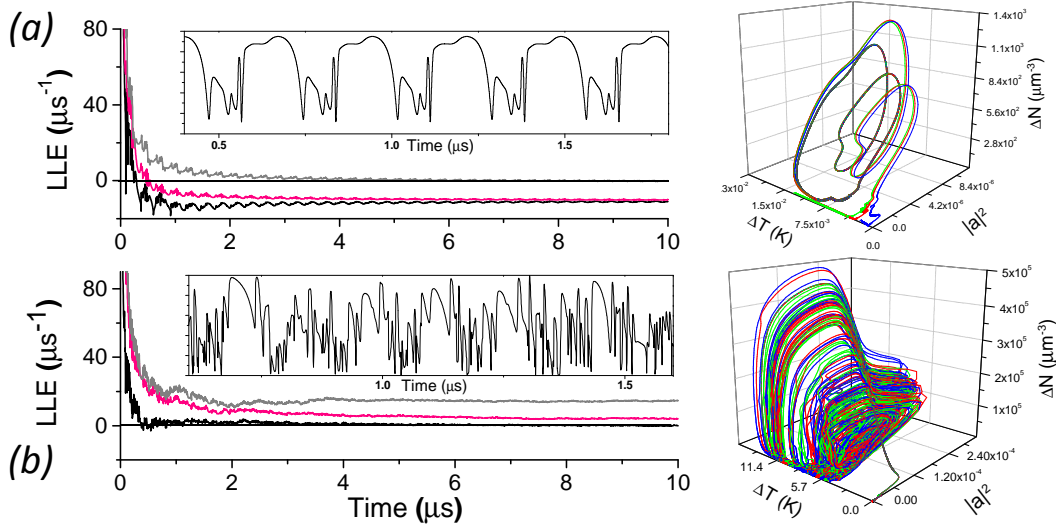 (a)
LLE (µs⁻¹)
80
40
0
0.5
1.0
1.5
Time (µs)
0
2
4
6
8
10
1.4x10³
1.1x10³
8.4x10²
5.6x10²
2.8x10²
ΔN (µm⁻³)
3x10⁻²
1.5x10⁻²
7.5x10⁻³
0.0
ΔT (K)
0.0
4.2x10⁻⁶
8.4x10⁻⁶
|a|²
(b)
LLE (µs⁻¹)
80
40
0
1.0
1.5
Time (µs)
0
2
4
6
8
10
Time (µs)
5x10⁵
4x10⁵
3x10⁵
2x10⁵
1x10⁵
ΔN (µm⁻³)
11.4
5.7
0.0
ΔT (K)
0.00
1.20x10⁻⁴
2.40x10⁻⁴
|a|²